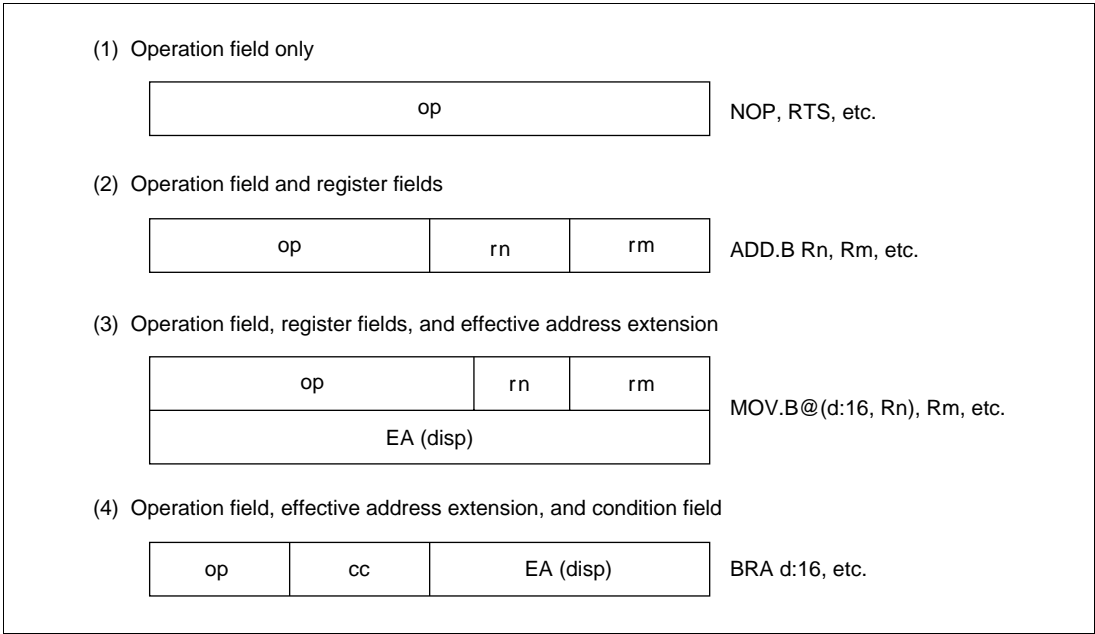 (1) Operation field only
op
NOP, RTS, etc.
(2) Operation field and register fields
op rn rm
ADD.B Rn, Rm, etc.
(3) Operation field, register fields, and effective address extension
op rn rm
MOV.B@(d:16, Rn), Rm, etc.
EA (disp)
(4) Operation field, effective address extension, and condition field
op cc EA (disp)
BRA d:16, etc.